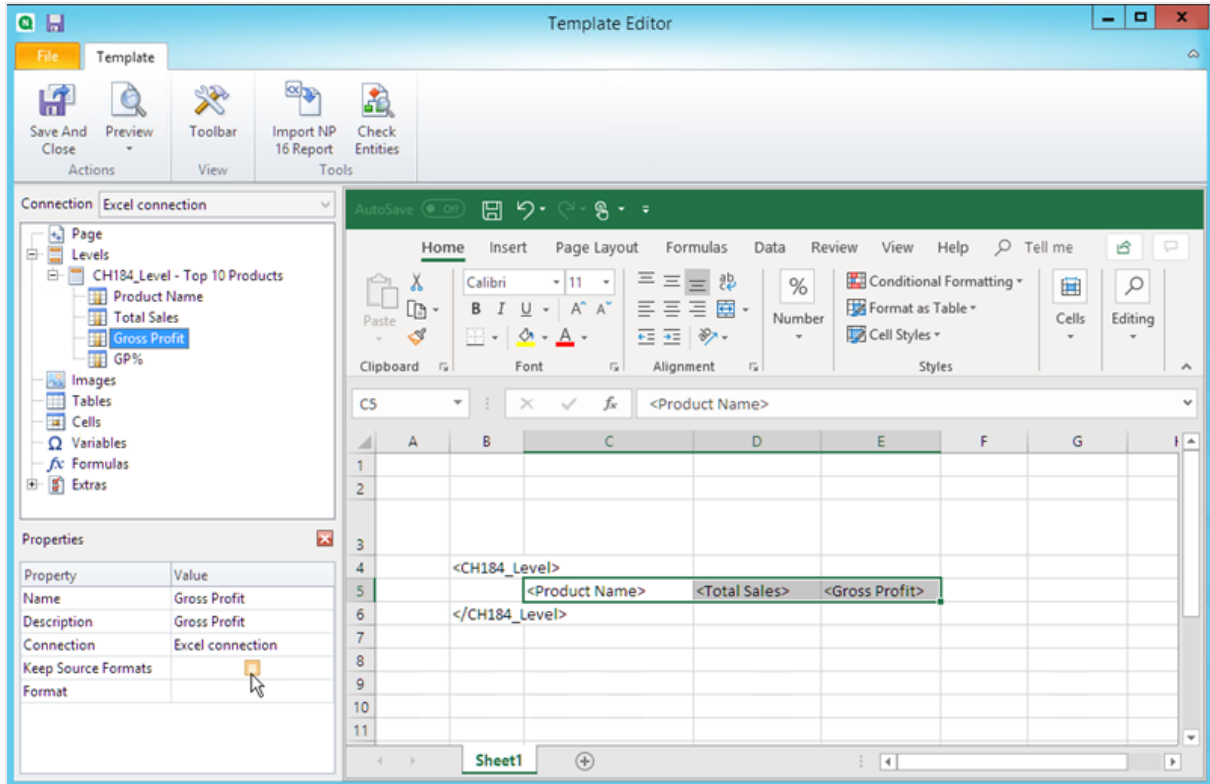 Template Editor
File Template
Save And Close Preview Toolbar Import NP 16 Report Check Entities
Actions View Tools
Connection Excel connection
Page
Levels
CH184_Level - Top 10 Products
Product Name
Total Sales
Gross Profit
GP%
Images
Tables
Cells
Variables
Formulas
Extras
Properties
Property Value
Name Gross Profit
Description Gross Profit
Connection Excel connection
Keep Source Formats
Format
AutoSave Off
Home Insert Page Layout Formulas Data Review View Help Tell me
Paste Calibri 11 B I U A A A ab % Number Conditional Formatting Format as Table Cell Styles Cells Editing
Clipboard Font Alignment Styles
C5 fx <Product Name>
A B C D E F G H
1
2
3
4 <CH184_Level>
5 <Product Name> <Total Sales> <Gross Profit>
6 </CH184_Level>
7
8
9
10
11
Sheet1